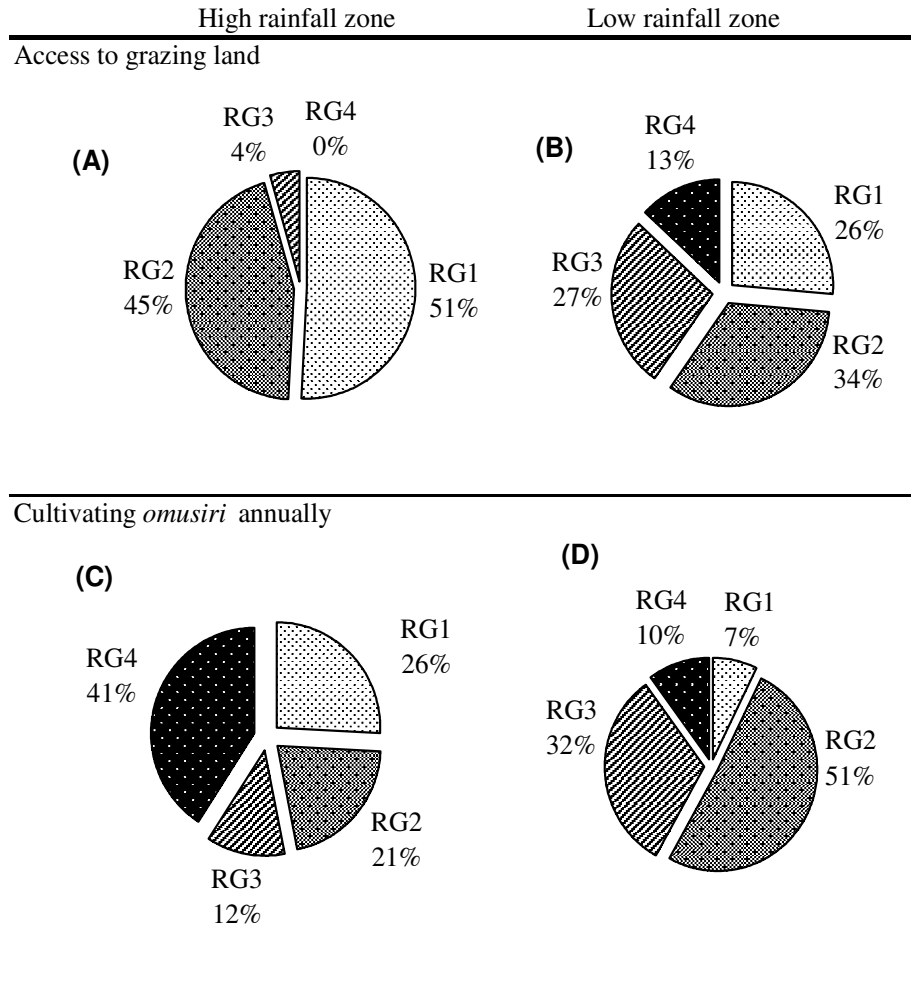 High rainfall zone
Low rainfall zone
Access to grazing land
(A)
RG3
4%
RG4
0%
RG2
45%
RG1
51%
(B)
RG4
13%
RG1
26%
RG3
27%
RG2
34%
Cultivating omusiri annually
(C)
RG4
41%
RG1
26%
RG2
21%
RG3
12%
(D)
RG4
10%
RG1
7%
RG3
32%
RG2
51%